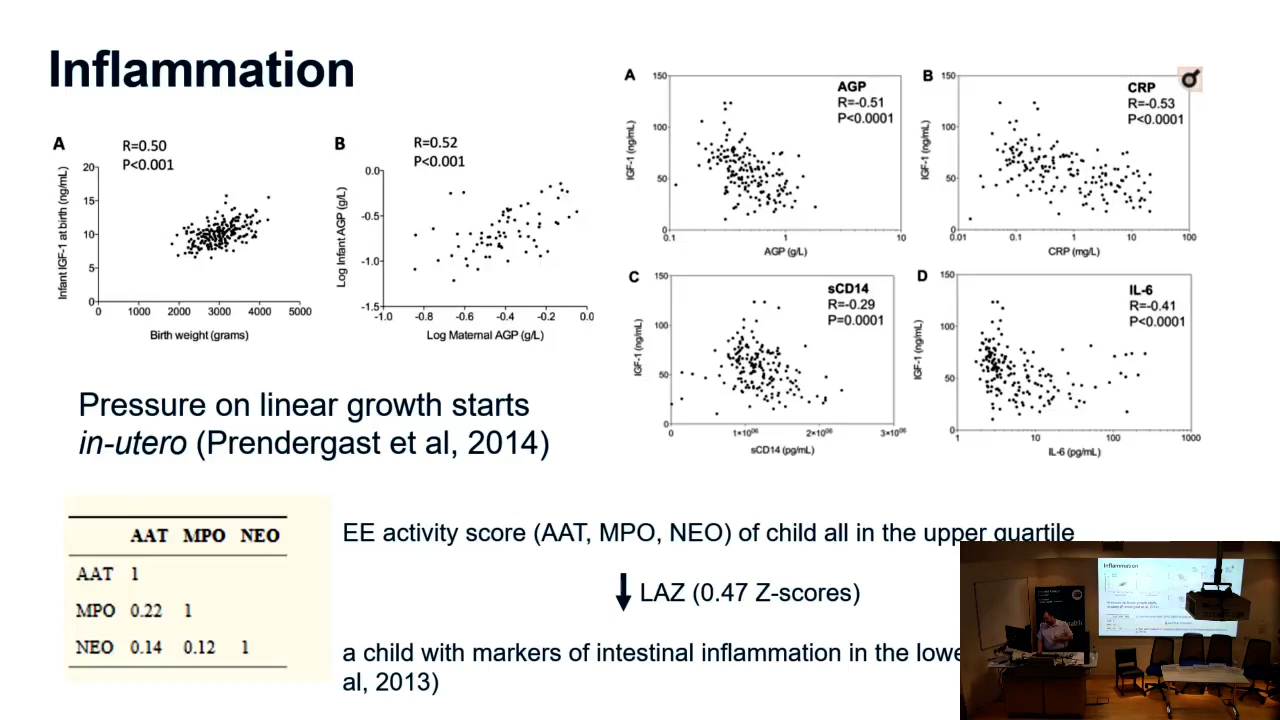 Inflammation
A
R=0.50
P<0.001
Infant IGF-1 at birth (ng/mL)
20
15
10
5
0
0 1000 2000 3000 4000 5000
Birth weight (grams)
B
R=0.52
P<0.001
Log Infant AGP (g/L)
0.0
-0.5
-1.0
-1.5
-1.0 -0.8 -0.6 -0.4 -0.2 0.0
Log Maternal AGP (g/L)
A
AGP
R=-0.51
P<0.0001
IGF-1 (ng/mL)
150
100
50
0
0.1 1 10
AGP (g/L)
B
CRP
R=-0.53
P<0.0001
IGF-1 (ng/mL)
150
100
50
0
0.01 0.1 1 10 100
CRP (mg/L)
C
sCD14
R=-0.29
P=0.0001
IGF-1 (ng/mL)
150
100
50
0
0 1×10⁰⁶ 2×10⁰⁶ 3×10⁰⁶
sCD14 (pg/mL)
D
IL-6
R=-0.41
P<0.0001
IGF-1 (ng/mL)
150
100
50
0
1 10 100 1000
IL-6 (pg/mL)
Pressure on linear growth starts
in-utero (Prendergast et al, 2014)
AAT MPO NEO
AAT 1
MPO 0.22 1
NEO 0.14 0.12 1
EE activity score (AAT, MPO, NEO) of child all in the upper quartile
LAZ (0.47 Z-scores)
a child with markers of intestinal inflammation in the lowe
al, 2013)
Inflammation